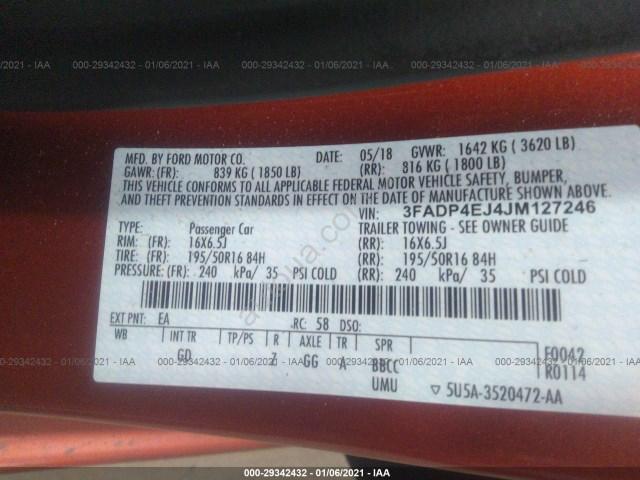 000-29342432 - 01/06/2021 - IAA
MFD. BY FORD MOTOR CO. DATE: 05/18 GVWR: 1642 KG ( 3620 LB)
GAWR: (FR): 839 KG ( 1850 LB) (RR): 816 KG ( 1800 LB)
THIS VEHICLE CONFORMS TO ALL APPLICABLE FEDERAL MOTOR VEHICLE SAFETY, BUMPER,
AND THEFT PREVENTION STANDARDS IN EFFECT ON THE DATE OF MANUFACTURE SHOWN ABOVE.
VIN: 3FADP4EJ4JM127246
TYPE: Passenger Car TRAILER TOWING - SEE OWNER GUIDE
RIM: (FR): 16X6.5J (RR): 16X6.5J
TIRE: (FR): 195/50R16 84H (RR): 195/50R16 84H
PRESSURE: (FR): 240 kPa/ 35 PSI COLD (RR): 240 kPa/ 35 PSI COLD
EXT PNT: EA RC: 58 DSO:
WB INT TR TP/PS R AXLE TR SPR F0042
GD Z GG A BBCC R0114
UMU ▽ 5U5A-3520472-AA
000-29342432 - 01/06/2021 - IAA